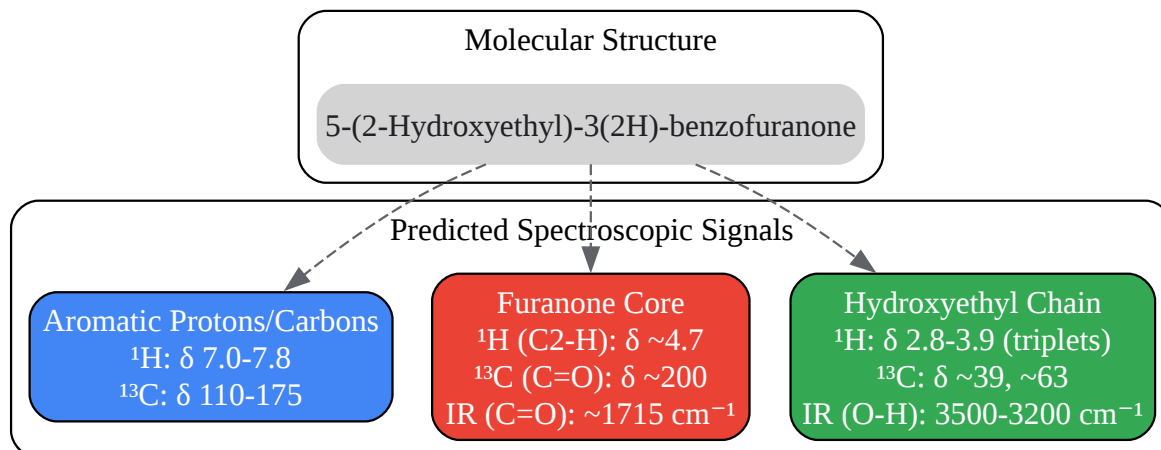 Molecular Structure
5-(2-Hydroxyethyl)-3(2H)-benzofuranone
Predicted Spectroscopic Signals
Aromatic Protons/Carbons
¹H: δ 7.0-7.8
¹³C: δ 110-175
Furanone Core
¹H (C2-H): δ ~4.7
¹³C (C=O): δ ~200
IR (C=O): ~1715 cm⁻¹
Hydroxyethyl Chain
¹H: δ 2.8-3.9 (triplets)
¹³C: δ ~39, ~63
IR (O-H): 3500-3200 cm⁻¹